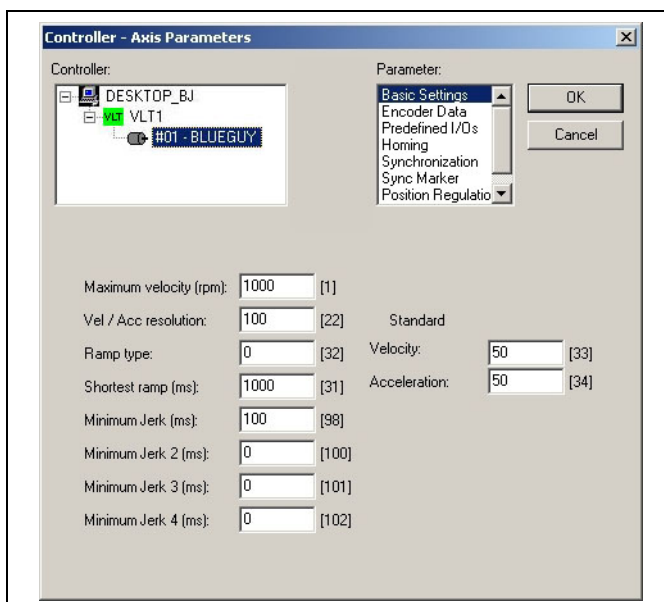 Controller - Axis Parameters
Controller:
DESKTOP_BJ
VLT VLT1
#01 - BLUEGUY
Parameter:
Basic Settings
Encoder Data
Predefined I/Os
Homing
Synchronization
Sync Marker
Position Regulatio
OK
Cancel
Maximum velocity (rpm): 1000 [1]
Vel / Acc resolution: 100 [22]
Ramp type: 0 [32]
Shortest ramp (ms): 1000 [31]
Minimum Jerk (ms): 100 [98]
Minimum Jerk 2 (ms): 0 [100]
Minimum Jerk 3 (ms): 0 [101]
Minimum Jerk 4 (ms): 0 [102]
Standard
Velocity: 50 [33]
Acceleration: 50 [34]